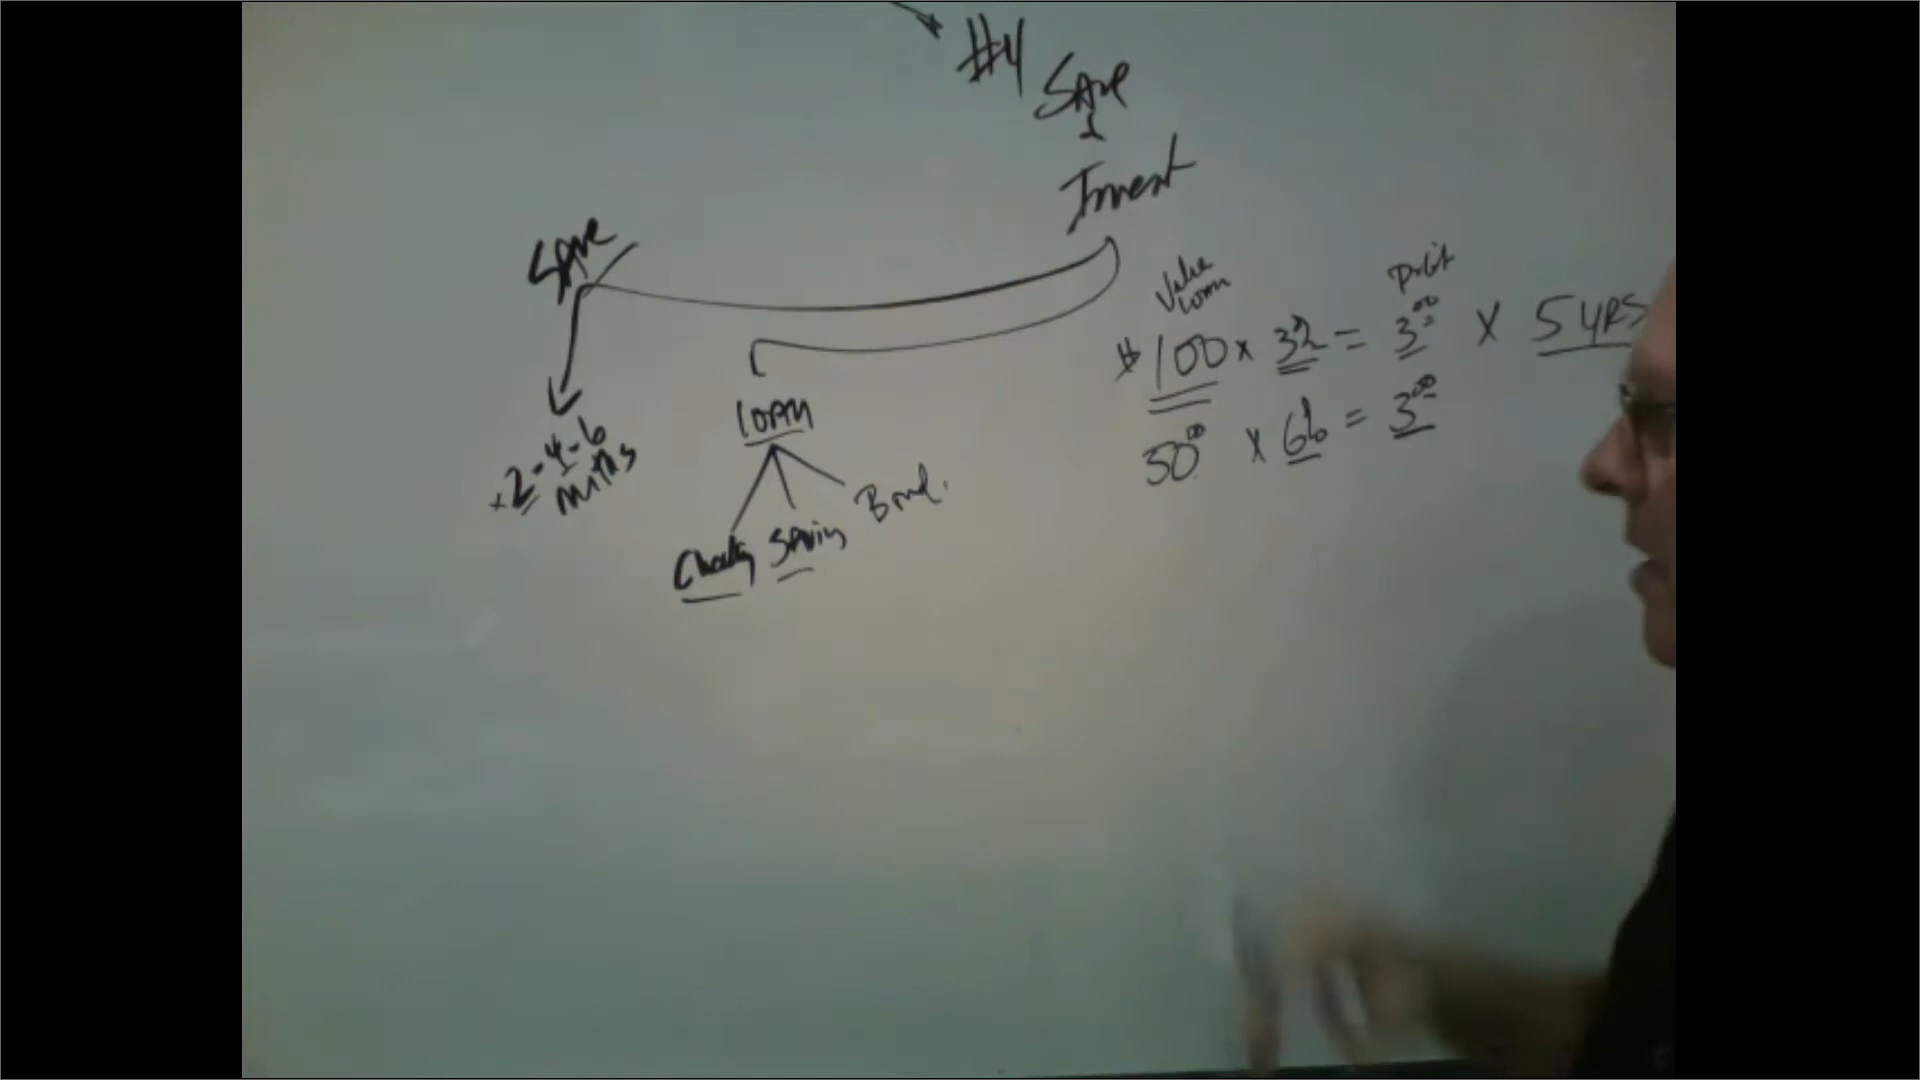 #4
Save
&
Invest
Save
2-4-6
mnths
loan
Checking Saving Bond.
Value
loan
Profit
$100 x 3% = 3.00 x 5 YRS
50.00 x 6% = 3.00